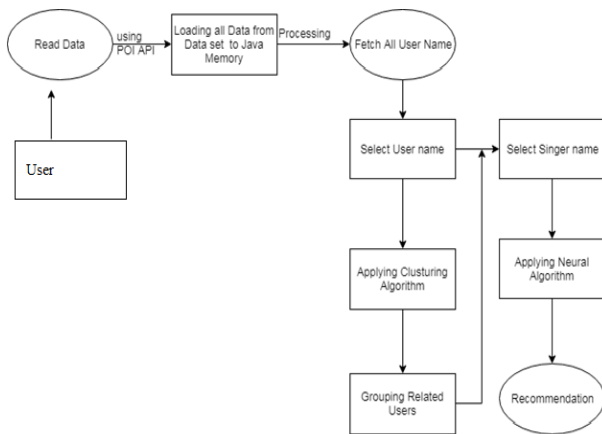 Read Data
using
POI API
Loading all Data from
Data set to Java
Memory
Processing
Fetch All User Name
User
Select User name
Select Singer name
Applying Clusturing
Algorithm
Applying Neural
Algorithm
Grouping Related
Users
Recommendation